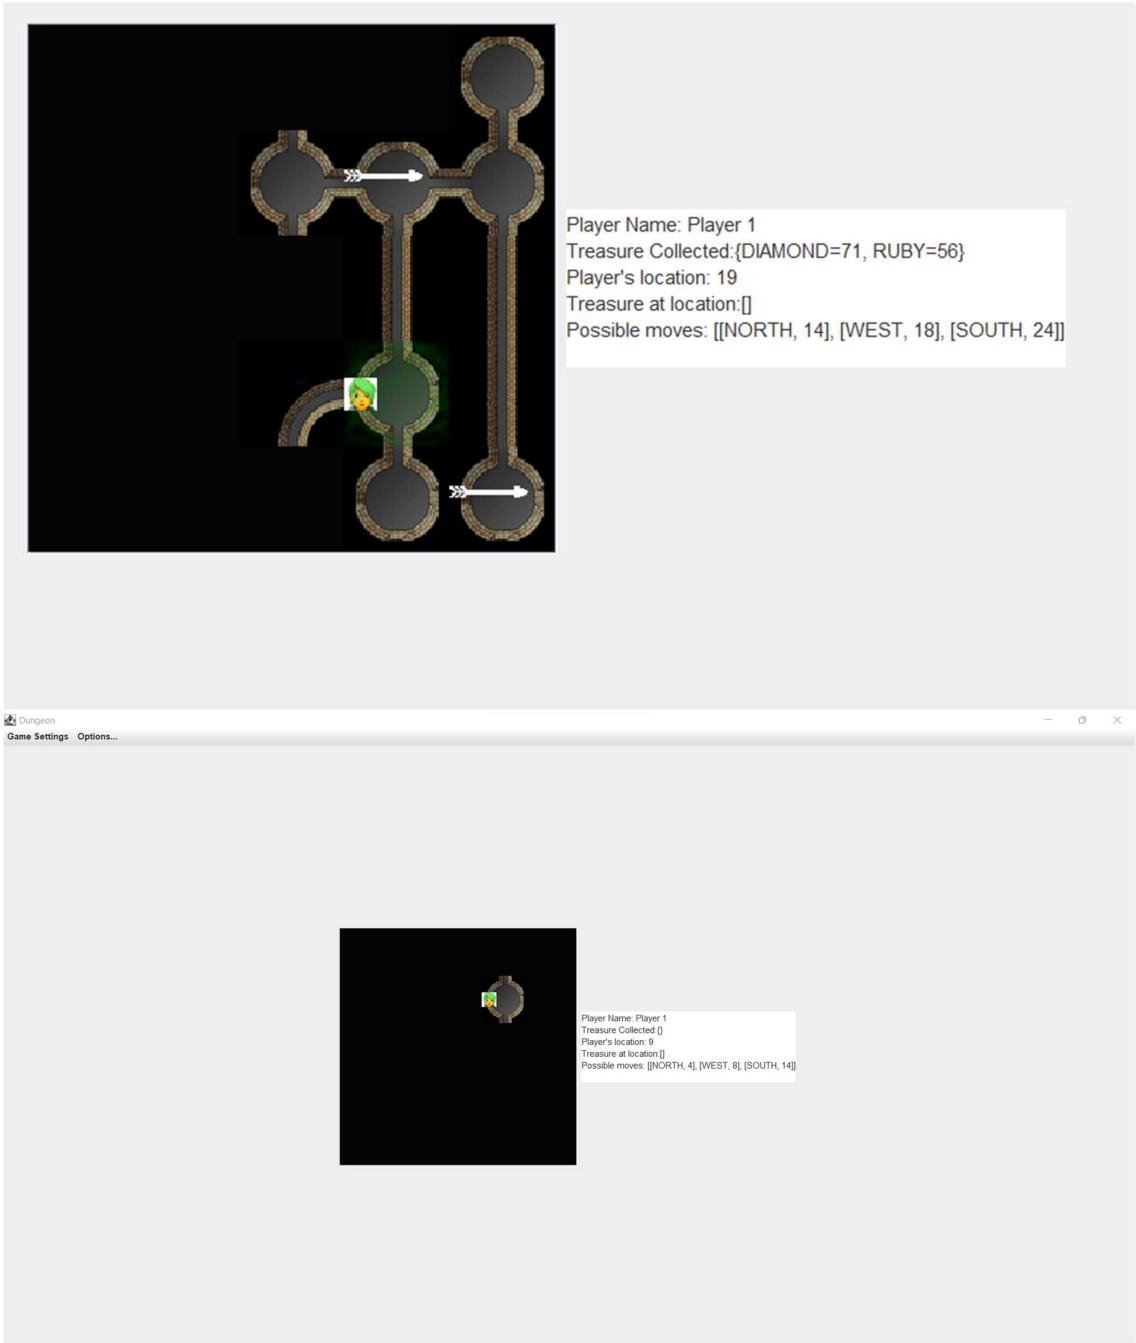 Player Name: Player 1
Treasure Collected:{DIAMOND=71, RUBY=56}
Player's location: 19
Treasure at location:[]
Possible moves: [[NORTH, 14], [WEST, 18], [SOUTH, 24]]
Dungeon
Game Settings Options...
Player Name: Player 1
Treasure Collected:{}
Player's location: 9
Treasure at location:[]
Possible moves: [[NORTH, 4], [WEST, 8], [SOUTH, 14]]